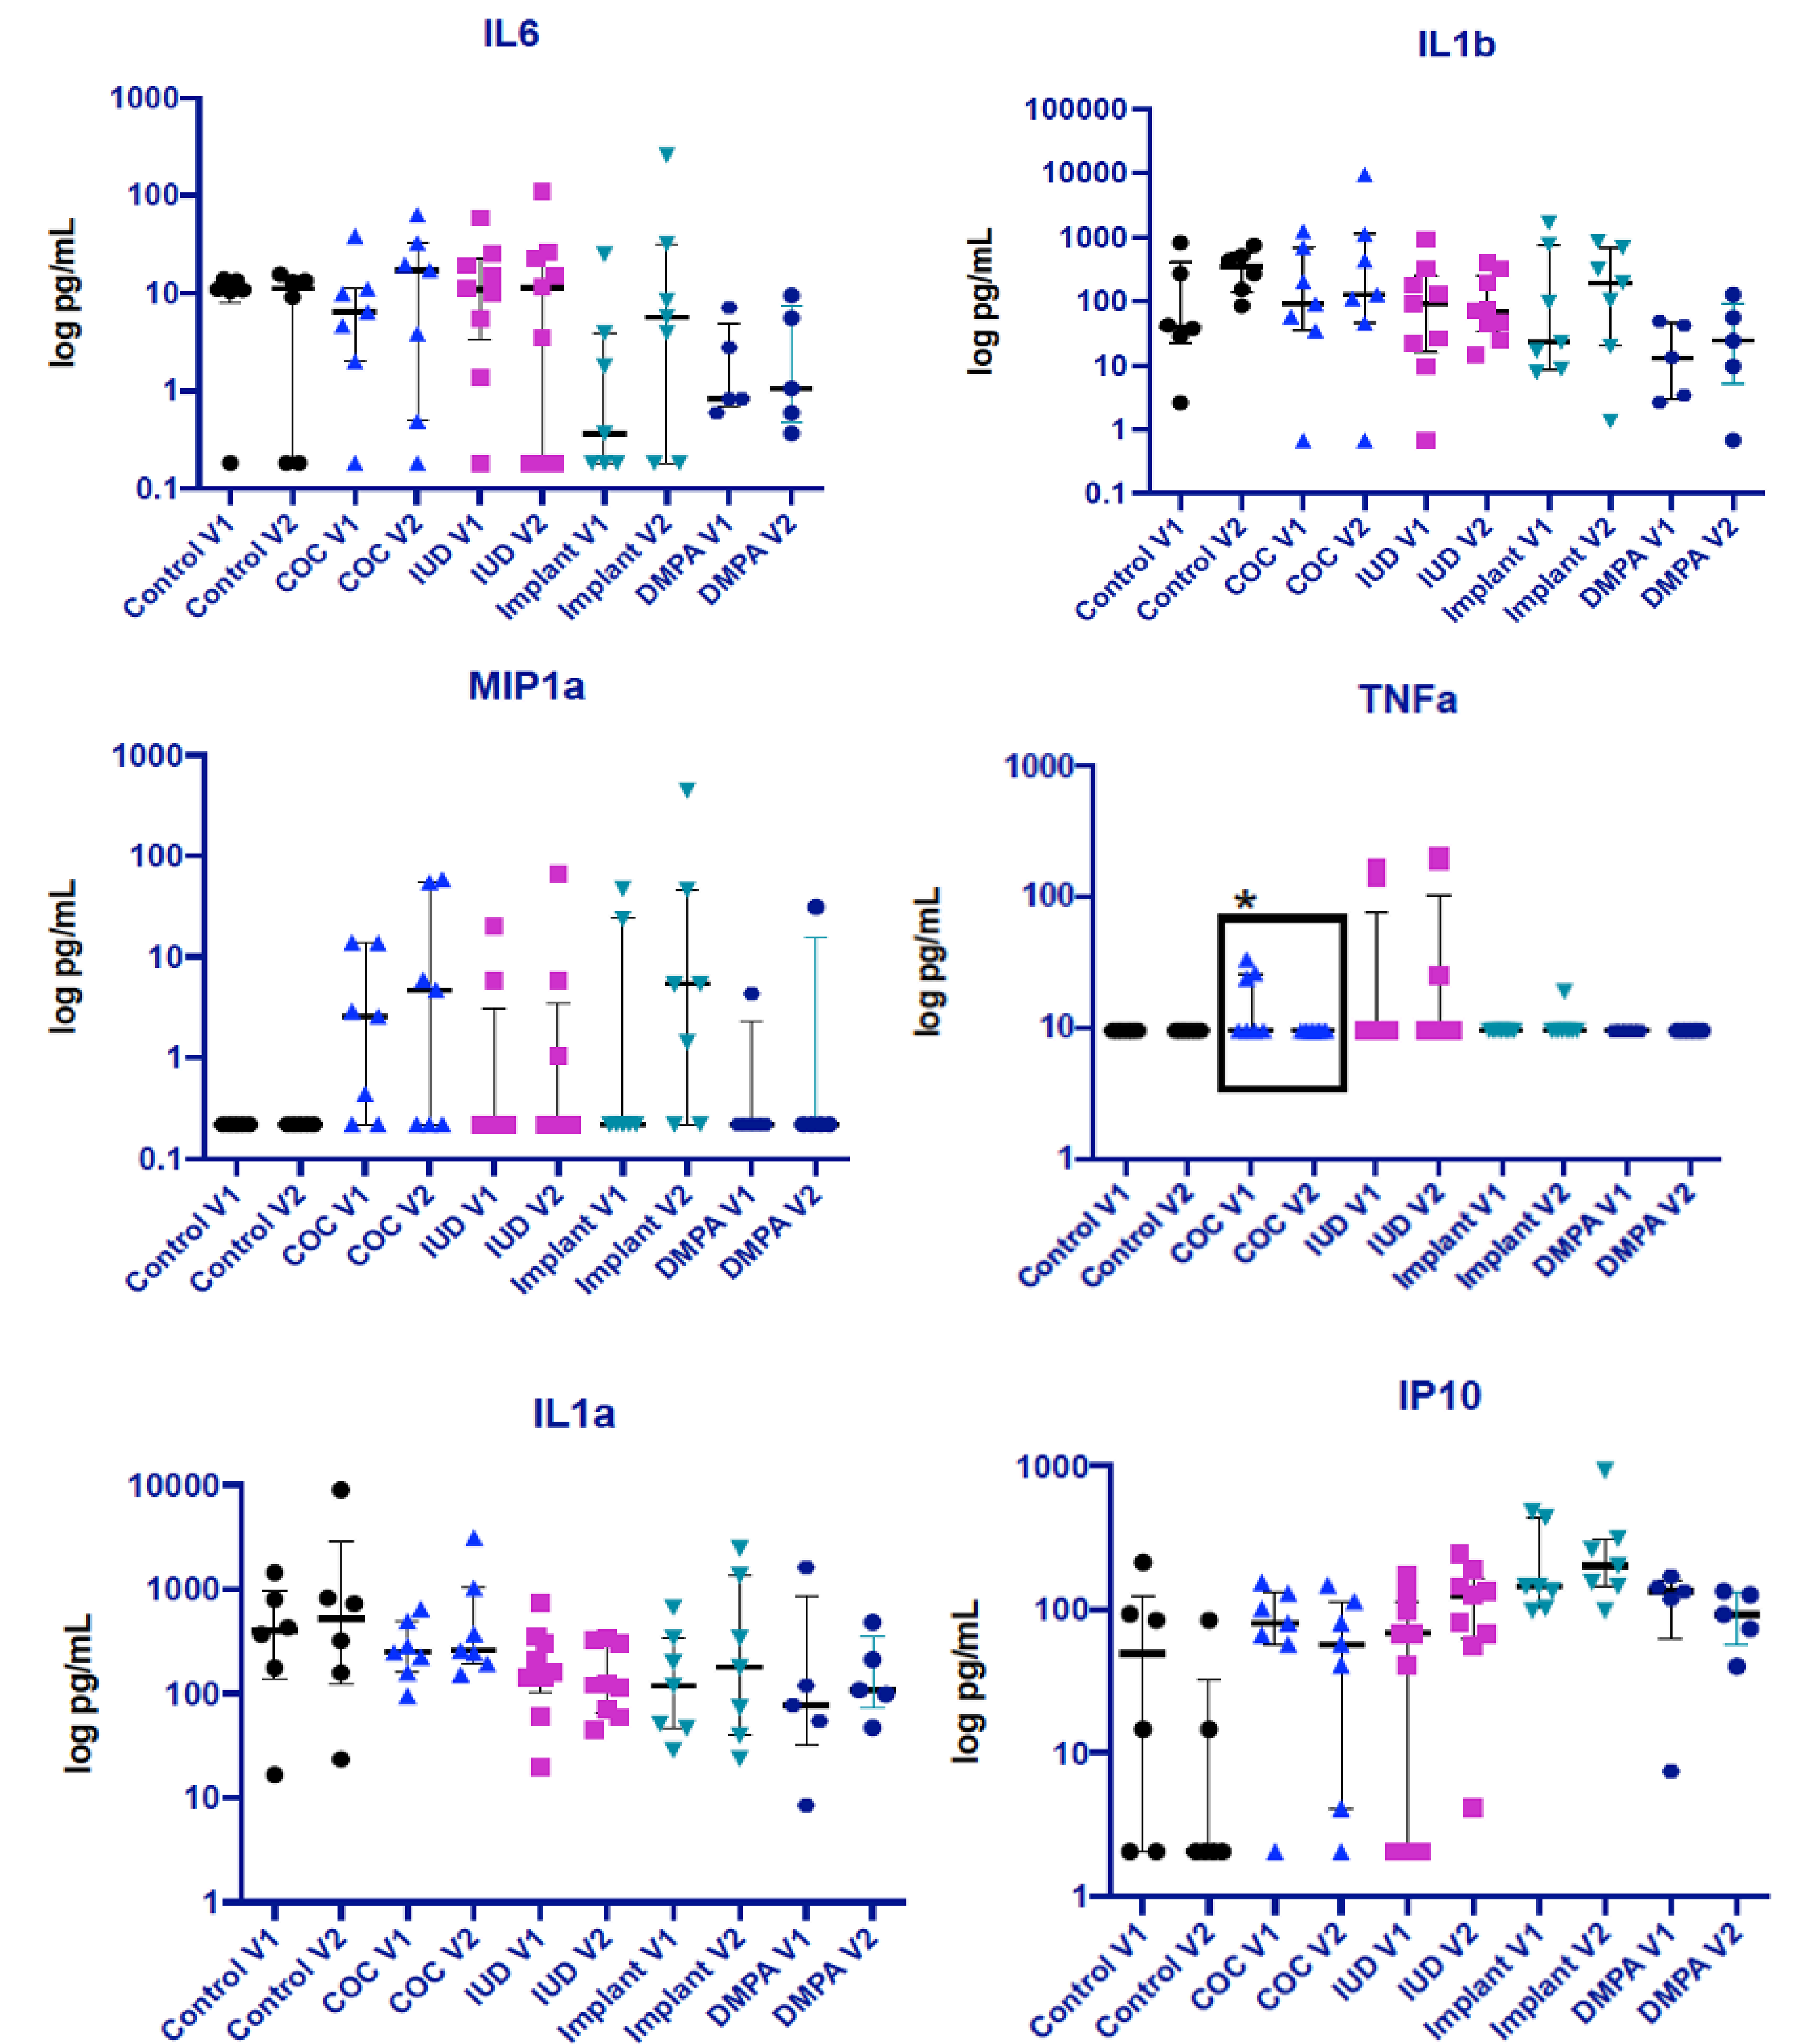 IL6
1000
100
10
1
0.1
log pg/mL
Control V1
Control V2
COC V1
COC V2
IUD V1
IUD V2
Implant V1
Implant V2
DMPA V1
DMPA V2
IL1b
100000
10000
1000
100
10
1
0.1
log pg/mL
Control V1
Control V2
COC V1
COC V2
IUD V1
IUD V2
Implant V1
Implant V2
DMPA V1
DMPA V2
MIP1a
1000
100
10
1
0.1
log pg/mL
Control V1
Control V2
COC V1
COC V2
IUD V1
IUD V2
Implant V1
Implant V2
DMPA V1
DMPA V2
TNFa
1000
100
10
1
log pg/mL
*
Control V1
Control V2
COC V1
COC V2
IUD V1
IUD V2
Implant V1
Implant V2
DMPA V1
DMPA V2
IL1a
10000
1000
100
10
1
log pg/mL
Control V1
Control V2
COC V1
COC V2
IUD V1
IUD V2
Implant V1
Implant V2
DMPA V1
DMPA V2
IP10
1000
100
10
1
log pg/mL
Control V1
Control V2
COC V1
COC V2
IUD V1
IUD V2
Implant V1
Implant V2
DMPA V1
DMPA V2